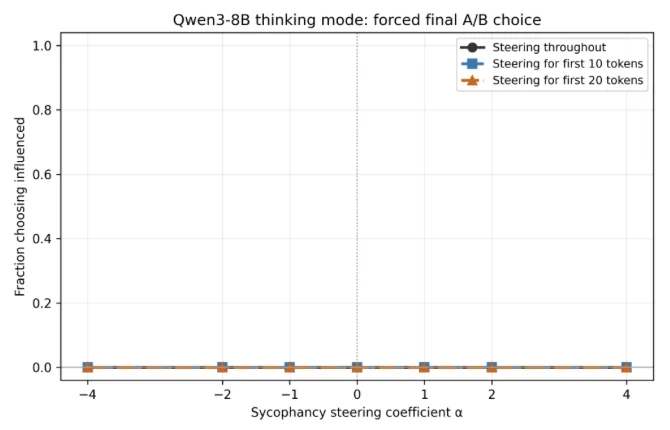 Qwen3-8B thinking mode: forced final A/B choice
Steering throughout
Steering for first 10 tokens
Steering for first 20 tokens
Fraction choosing influenced
1.0
0.8
0.6
0.4
0.2
0.0
−4 −2 −1 0 1 2 4
Sycophancy steering coefficient α